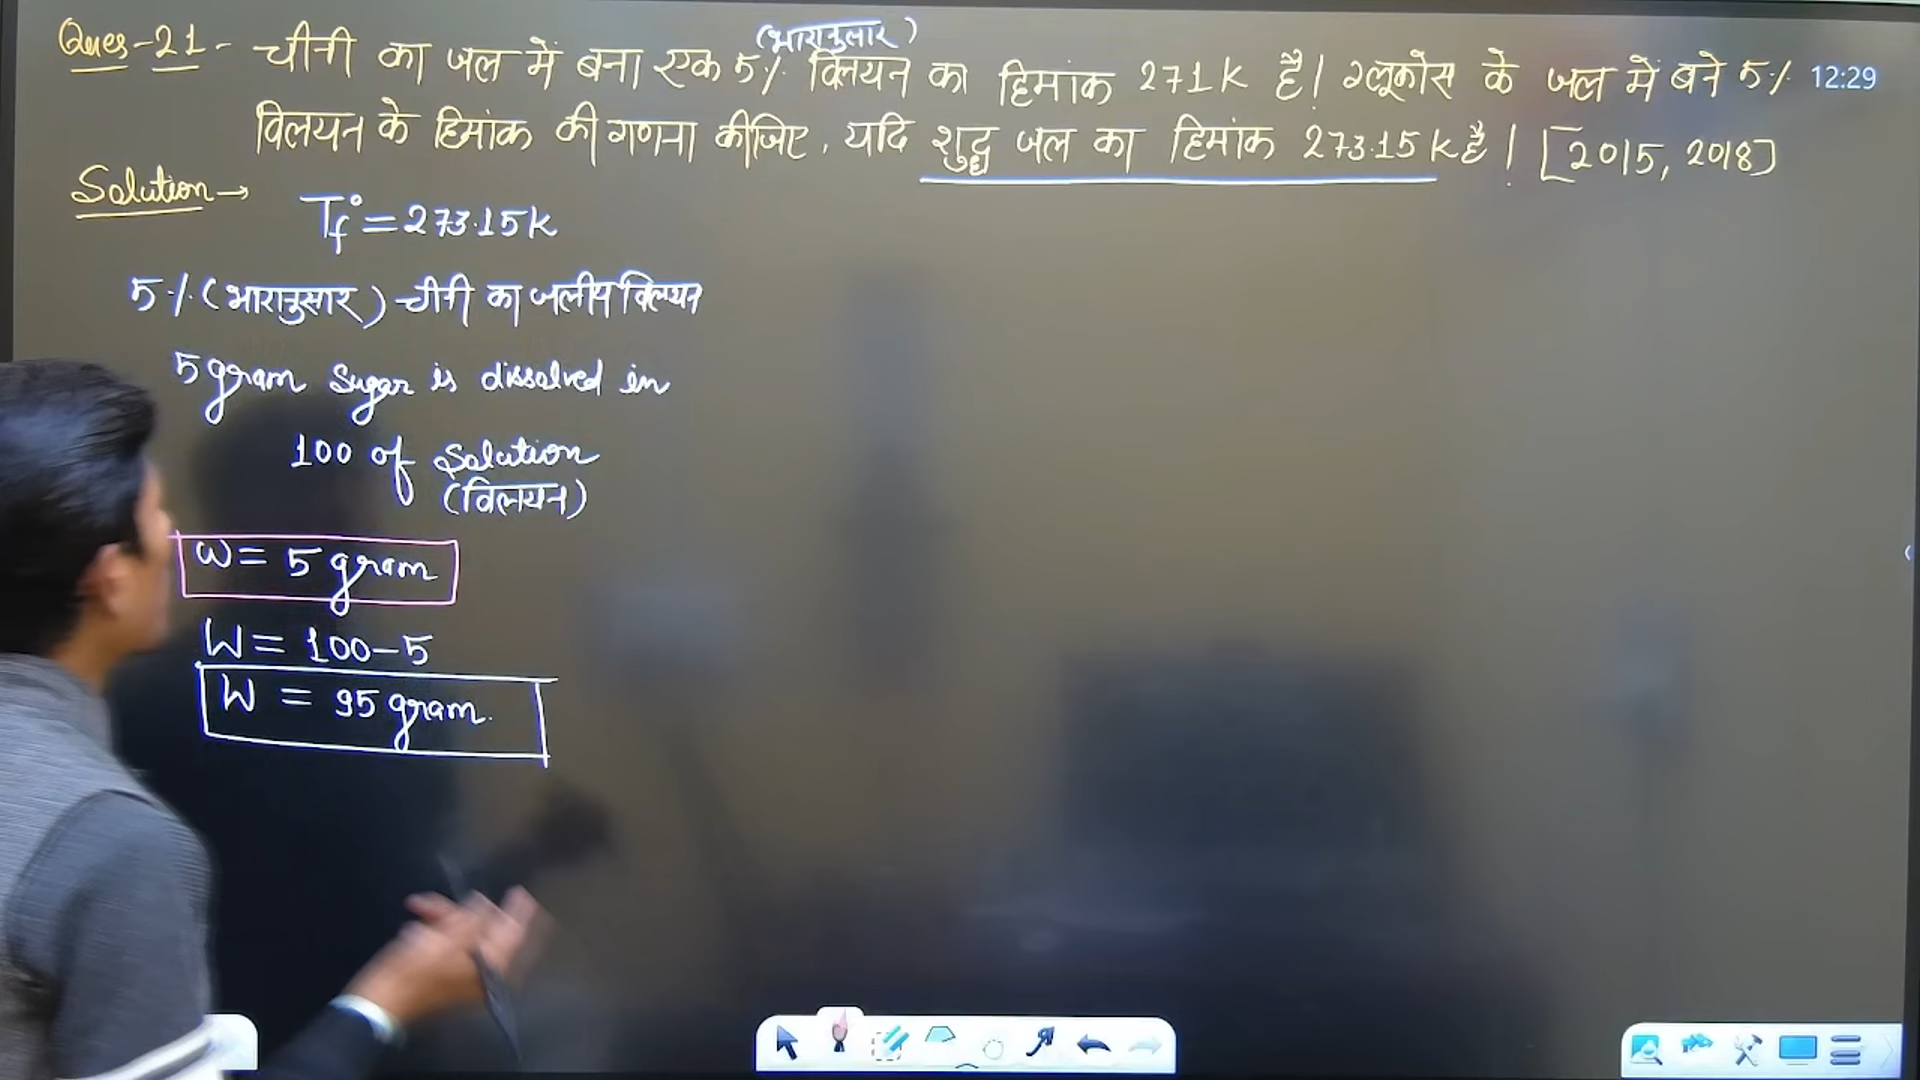 (भारानुसार)
Ques-21- चीनी का जल में बना एक 5% विलयन का हिमांक 271K है। ग्लूकोस के जल में बने 5%
12:29
विलयन के हिमांक की गणना कीजिए, यदि शुद्ध जल का हिमांक 273.15K है। [2015, 2018]
Solution→
Tf° = 273.15K
5%(भारानुसार) चीनी का जलीय विलयन
5 gram Sugar is dissolved in
100 of Solution
(विलयन)
w = 5 gram
W = 100-5
W = 95 gram.